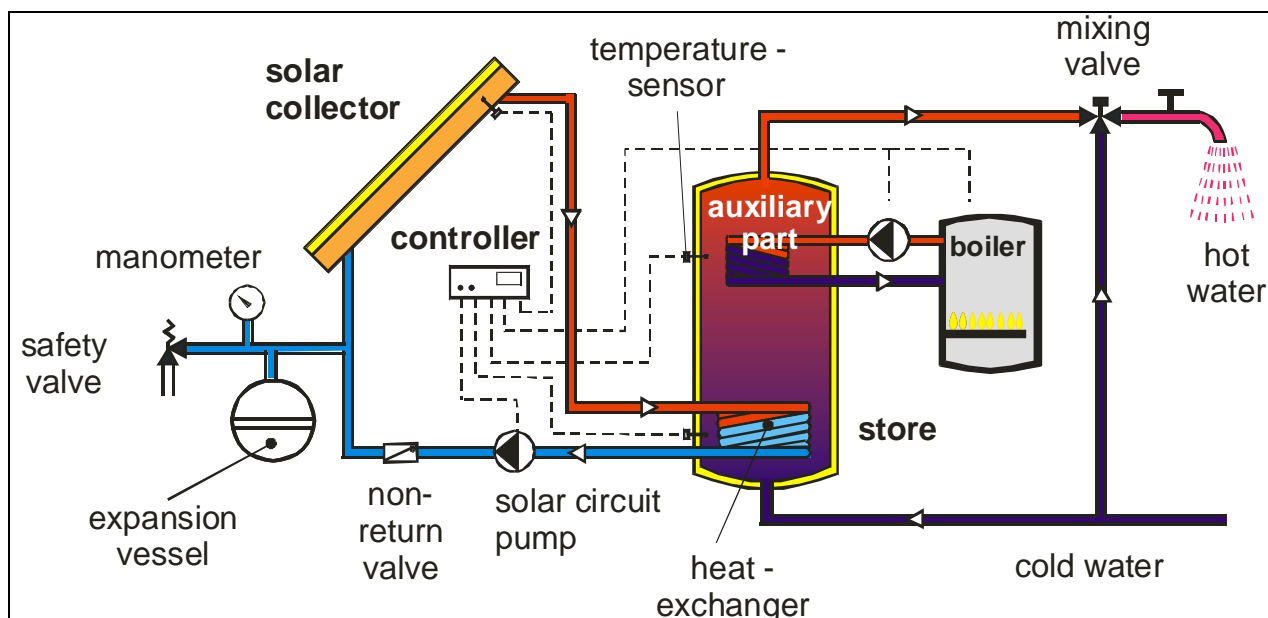 solar
collector
temperature -
sensor
mixing
valve
manometer
controller
auxiliary
part
boiler
hot
water
safety
valve
store
expansion
vessel
non-
return
valve
solar circuit
pump
heat -
exchanger
cold water